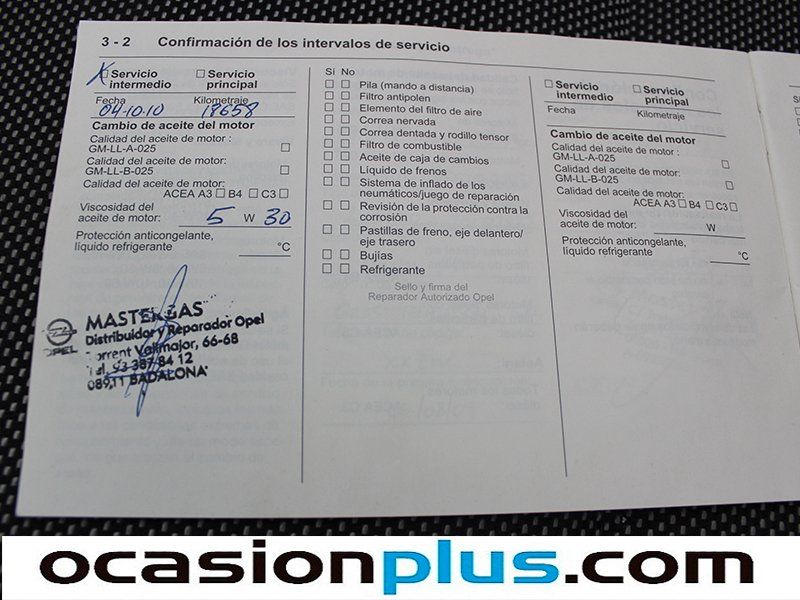 3 - 2 Confirmación de los intervalos de servicio
X Servicio intermedio
Servicio principal
Fecha Kilometraje
04-10-10 18658
Cambio de aceite del motor
Calidad del aceite de motor :
GM-LL-A-025
Calidad del aceite de motor:
GM-LL-B-025
Calidad del aceite de motor:
ACEA A3 B4 C3
Viscosidad del
aceite de motor: 5 W 30
Protección anticongelante,
líquido refrigerante °C
OPEL
MASTERGAS
Distribuidor y Reparador Opel
Torrent Vallmajor, 66-68
Tel. 93 387 84 12
08911 BADALONA
Sí No
Pila (mando a distancia)
Filtro antipolen
Elemento del filtro de aire
Correa nervada
Correa dentada y rodillo tensor
Filtro de combustible
Aceite de caja de cambios
Líquido de frenos
Sistema de inflado de los
neumáticos/juego de reparación
Revisión de la protección contra la
corrosión
Pastillas de freno, eje delantero/
eje trasero
Bujías
Refrigerante
Sello y firma del
Reparador Autorizado Opel
Servicio intermedio
Servicio principal
Fecha Kilometraje
Cambio de aceite del motor
Calidad del aceite de motor:
GM-LL-A-025
Calidad del aceite de motor:
GM-LL-B-025
Calidad del aceite de motor:
ACEA A3 B4 C3
Viscosidad del
aceite de motor: W
Protección anticongelante,
líquido refrigerante °C
ocasionplus.com